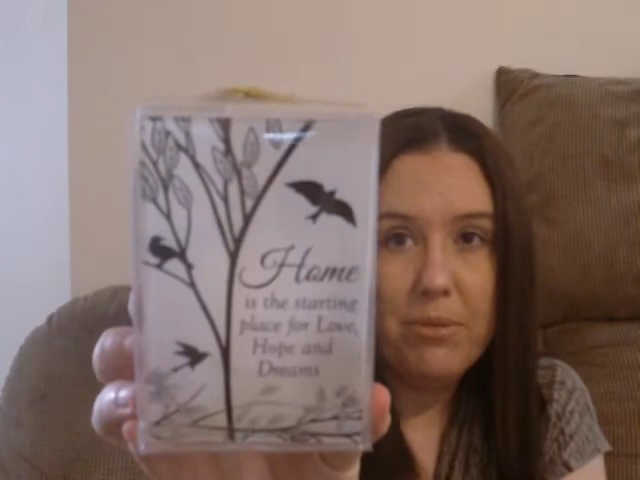 Home
is the starting
place for Love,
Hope and
Dreams